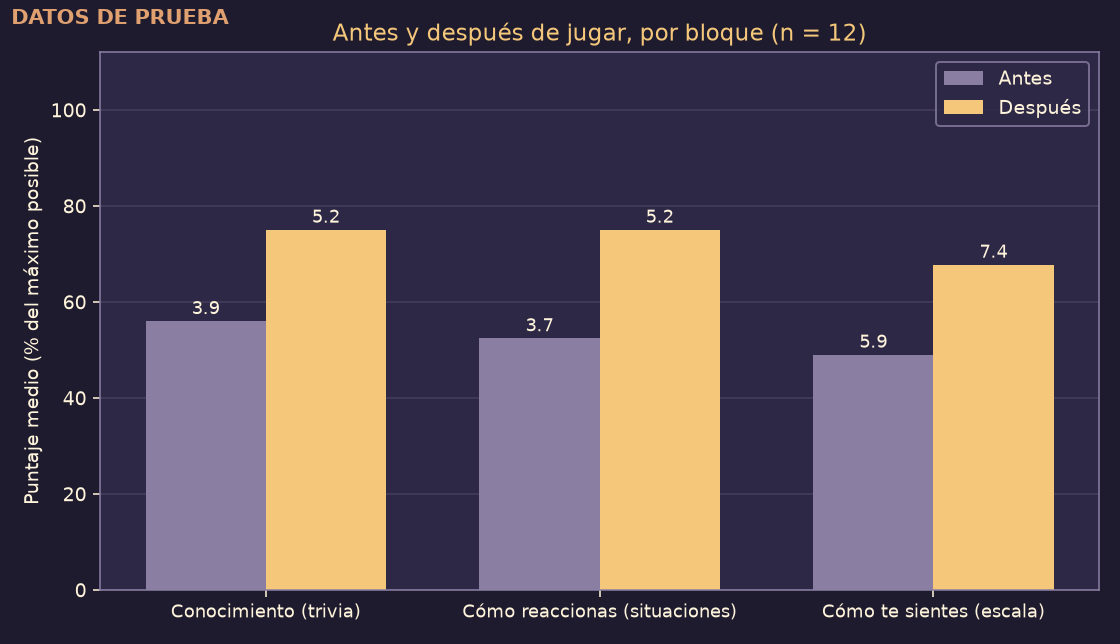 DATOS DE PRUEBA
Antes y después de jugar, por bloque (n = 12)
Antes
Después
Puntaje medio (% del máximo posible)
100
80
60
40
20
0
3.9
5.2
3.7
5.2
5.9
7.4
Conocimiento (trivia)
Cómo reaccionas (situaciones)
Cómo te sientes (escala)